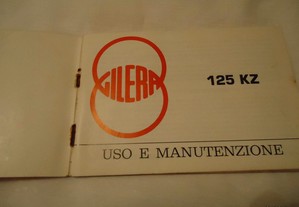 GILERA
125 KZ
USO E MANUTENZIONE